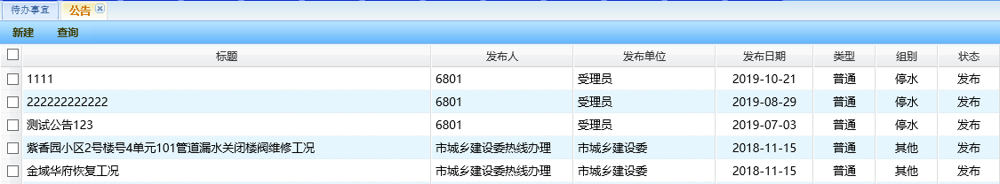 待办事宜 公告
新建 查询
标题 发布人 发布单位 发布日期 类型 组别 状态
1111 6801 受理员 2019-10-21 普通 停水 发布
222222222222 6801 受理员 2019-08-29 普通 停水 发布
测试公告123 6801 受理员 2019-07-03 普通 停水 发布
紫香园小区2号楼号4单元101管道漏水关闭楼阀维修工况 市城乡建设委热线办理 市城乡建设委 2018-11-15 普通 其他 发布
金域华府恢复工况 市城乡建设委热线办理 市城乡建设委 2018-11-15 普通 其他 发布